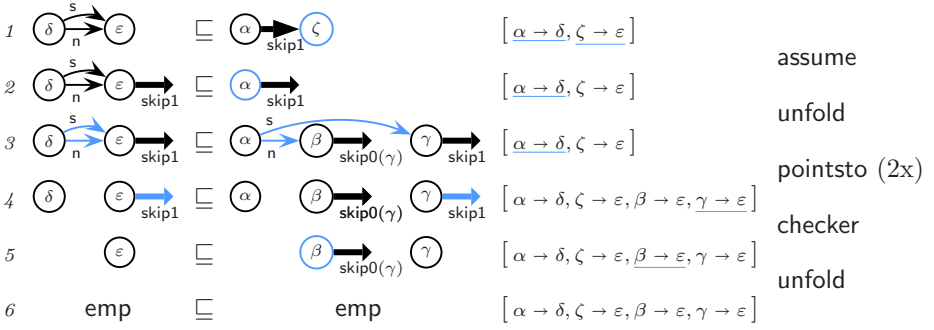 s
1 δ ε ⊑ α ζ [ α → δ, ζ → ε ]
n skip1
assume
s
2 δ ε ⊑ α [ α → δ, ζ → ε ]
n skip1 skip1
unfold
s s
3 δ ε ⊑ α β γ [ α → δ, ζ → ε ]
n skip1 n skip0(γ) skip1
pointsto (2x)
4 δ ε ⊑ α β γ [ α → δ, ζ → ε, β → ε, γ → ε ]
skip1 skip0(γ) skip1
checker
5 ε ⊑ β γ [ α → δ, ζ → ε, β → ε, γ → ε ]
skip0(γ)
unfold
6 emp ⊑ emp [ α → δ, ζ → ε, β → ε, γ → ε ]